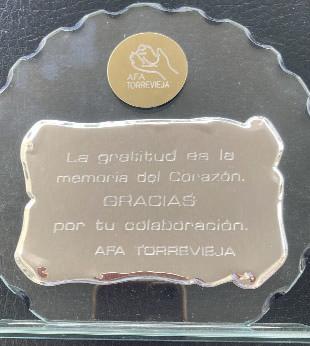 AFA
TORREVIEJA
La gratitud es la
memoria del Corazón.
GRACIAS
por tu colaboración.
AFA TORREVIEJA